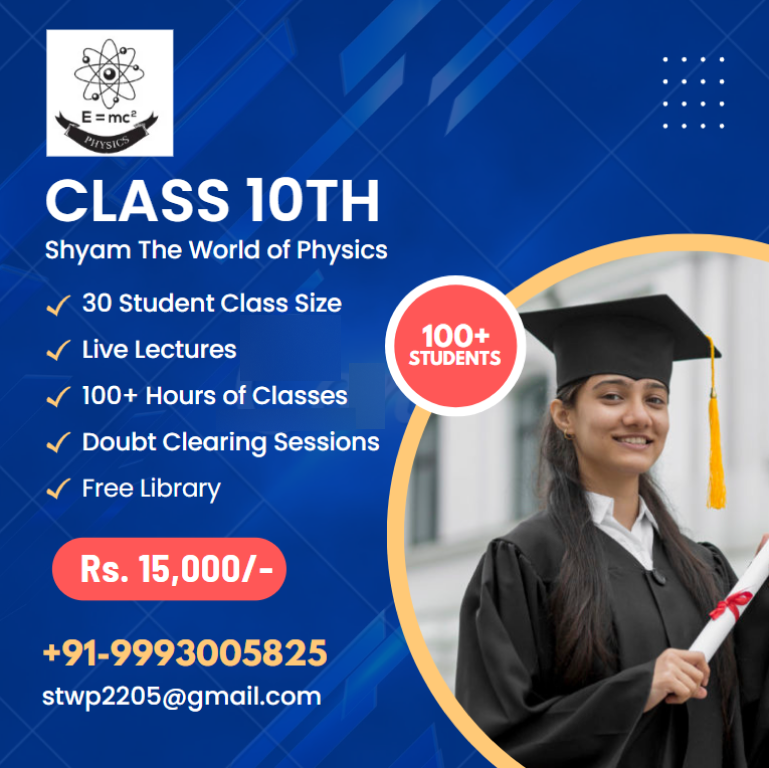 E = mc²
PHYSICS
CLASS 10TH
Shyam The World of Physics
30 Student Class Size
Live Lectures
100+ Hours of Classes
Doubt Clearing Sessions
Free Library
100+
STUDENTS
Rs. 15,000/-
+91-9993005825
stwp2205@gmail.com